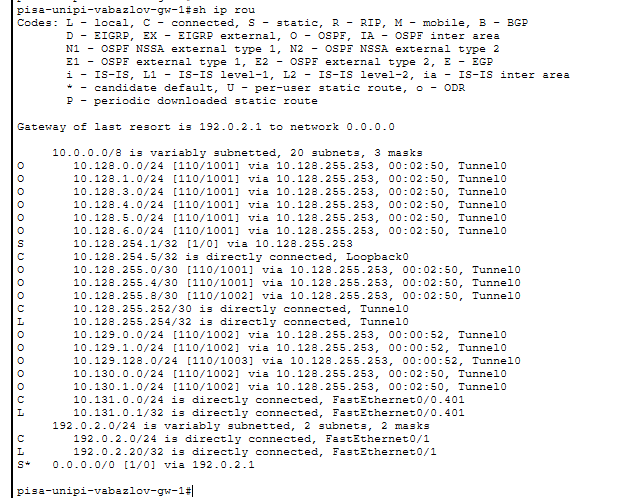 pisa-unipi-vabazlov-gw-1#sh ip rou
Codes: L - local, C - connected, S - static, R - RIP, M - mobile, B - BGP
D - EIGRP, EX - EIGRP external, O - OSPF, IA - OSPF inter area
N1 - OSPF NSSA external type 1, N2 - OSPF NSSA external type 2
E1 - OSPF external type 1, E2 - OSPF external type 2, E - EGP
i - IS-IS, L1 - IS-IS level-1, L2 - IS-IS level-2, ia - IS-IS inter area
* - candidate default, U - per-user static route, o - ODR
P - periodic downloaded static route
Gateway of last resort is 192.0.2.1 to network 0.0.0.0
10.0.0.0/8 is variably subnetted, 20 subnets, 3 masks
O 10.128.0.0/24 [110/1001] via 10.128.255.253, 00:02:50, Tunnel0
O 10.128.1.0/24 [110/1001] via 10.128.255.253, 00:02:50, Tunnel0
O 10.128.3.0/24 [110/1001] via 10.128.255.253, 00:02:50, Tunnel0
O 10.128.4.0/24 [110/1001] via 10.128.255.253, 00:02:50, Tunnel0
O 10.128.5.0/24 [110/1001] via 10.128.255.253, 00:02:50, Tunnel0
O 10.128.6.0/24 [110/1001] via 10.128.255.253, 00:02:50, Tunnel0
S 10.128.254.1/32 [1/0] via 10.128.255.253
C 10.128.254.5/32 is directly connected, Loopback0
O 10.128.255.0/30 [110/1001] via 10.128.255.253, 00:02:50, Tunnel0
O 10.128.255.4/30 [110/1001] via 10.128.255.253, 00:02:50, Tunnel0
O 10.128.255.8/30 [110/1002] via 10.128.255.253, 00:02:50, Tunnel0
C 10.128.255.252/30 is directly connected, Tunnel0
L 10.128.255.254/32 is directly connected, Tunnel0
O 10.129.0.0/24 [110/1002] via 10.128.255.253, 00:00:52, Tunnel0
O 10.129.1.0/24 [110/1002] via 10.128.255.253, 00:00:52, Tunnel0
O 10.129.128.0/24 [110/1003] via 10.128.255.253, 00:00:52, Tunnel0
O 10.130.0.0/24 [110/1002] via 10.128.255.253, 00:02:50, Tunnel0
O 10.130.1.0/24 [110/1002] via 10.128.255.253, 00:02:50, Tunnel0
C 10.131.0.0/24 is directly connected, FastEthernet0/0.401
L 10.131.0.1/32 is directly connected, FastEthernet0/0.401
192.0.2.0/24 is variably subnetted, 2 subnets, 2 masks
C 192.0.2.0/24 is directly connected, FastEthernet0/1
L 192.0.2.20/32 is directly connected, FastEthernet0/1
S* 0.0.0.0/0 [1/0] via 192.0.2.1
pisa-unipi-vabazlov-gw-1#